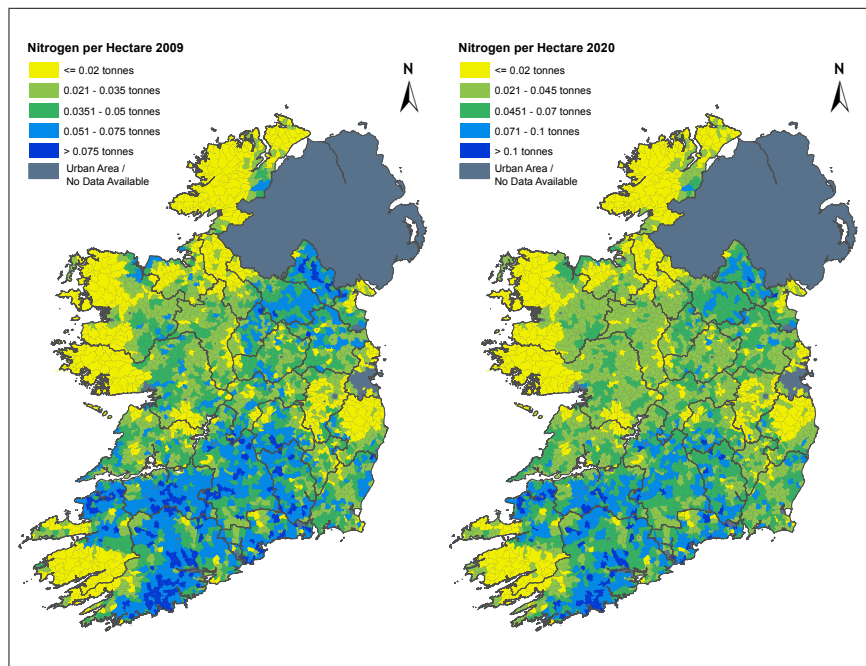 Nitrogen per Hectare 2009
<= 0.02 tonnes
0.021 - 0.035 tonnes
0.0351 - 0.05 tonnes
0.051 - 0.075 tonnes
> 0.075 tonnes
Urban Area /
No Data Available
N
Nitrogen per Hectare 2020
<= 0.02 tonnes
0.021 - 0.045 tonnes
0.0451 - 0.07 tonnes
0.071 - 0.1 tonnes
> 0.1 tonnes
Urban Area /
No Data Available
N